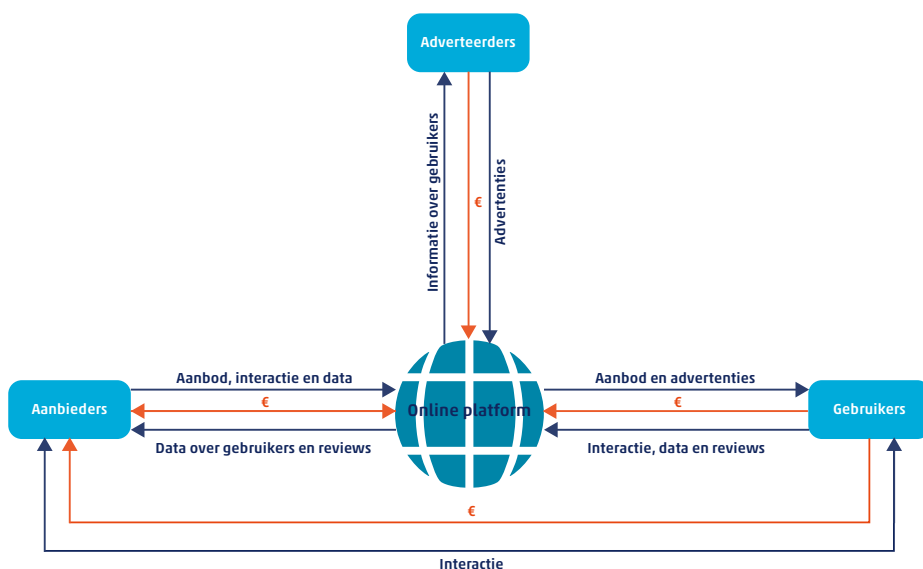 Adverteerders
Informatie over gebruikers
€
Advertenties
Aanbod, interactie en data
Aanbod en advertenties
Aanbieders
€
Online platform
€
Gebruikers
Data over gebruikers en reviews
Interactie, data en reviews
€
Interactie